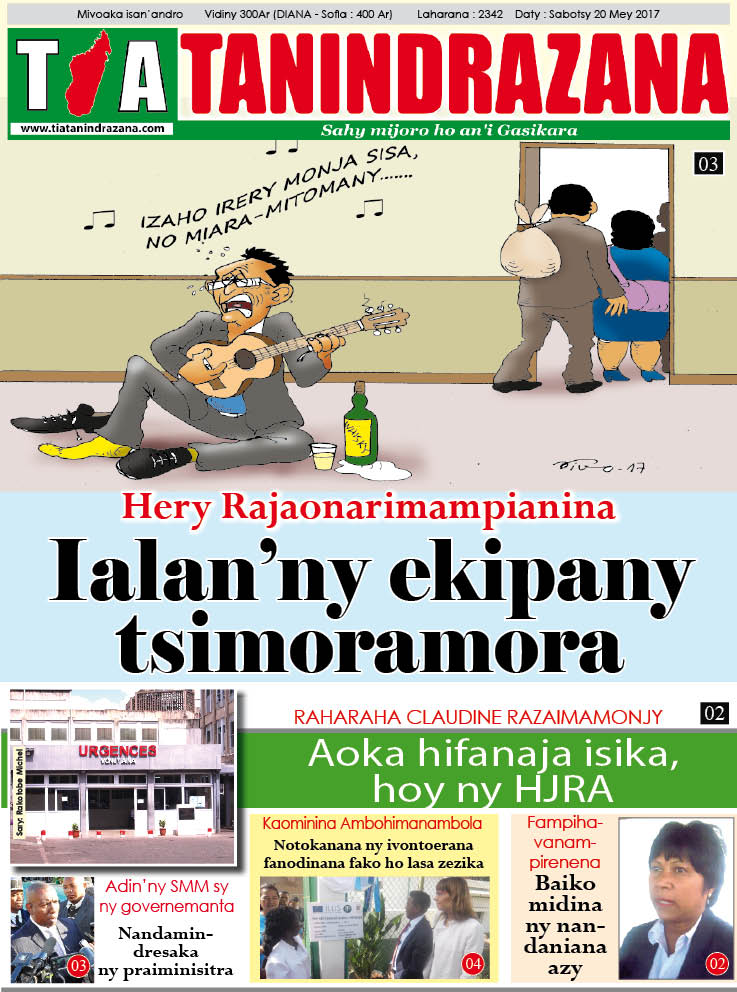 Mivoaka isan'andro Vidiny 300Ar (DIANA - Sofia : 400 Ar) Laharana : 2342 Daty : Sabotsy 20 Mey 2017
TIA TANINDRAZANA
www.tiatanindrazana.com
Sahy mijoro ho an'i Gasikara
03
IZAHO IRERY MONJA SISA,
NO MIARA-MITOMANY.......
Hery Rajaonarimampianina
Ialan'ny ekipany
tsimoramora
RAHARAHA CLAUDINE RAZAIMAMONJY
02
Aoka hifanaja isika,
hoy ny HJRA
URGENCES
Sary: Rakotobe Michel
Adin'ny SMM sy
ny governemanta
Nandamin-
dresaka
ny praiminisitra
03
Kaominina Ambohimanambola
Notokanana ny ivontoerana
fanodinana fako ho lasa zezika
04
Fampiha-
vanam-
pirenena
Baiko
midina
ny nan-
daniana
azy
02